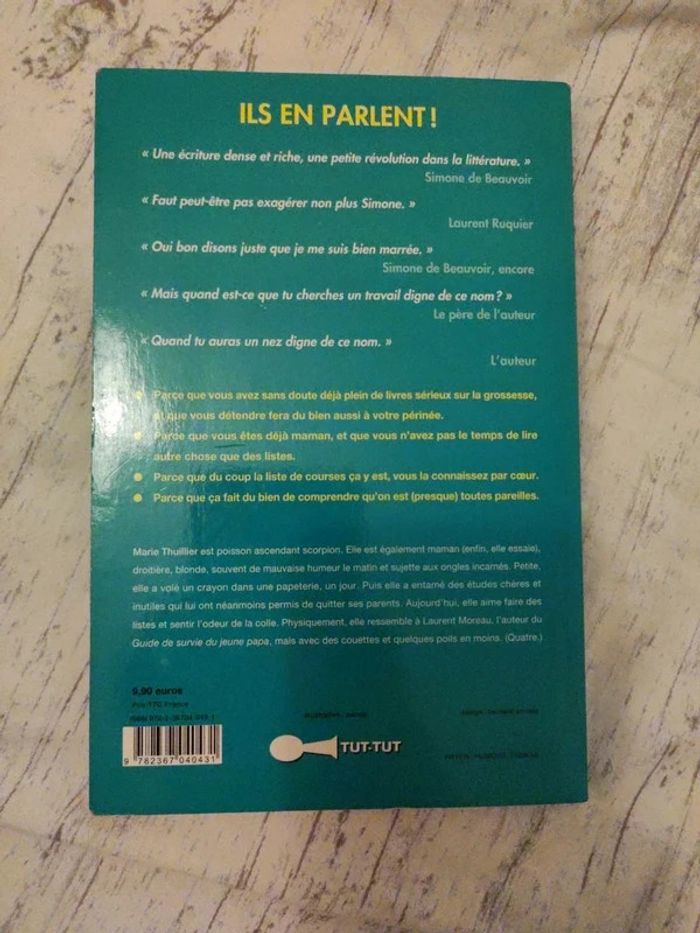 ILS EN PARLENT !
« Une écriture dense et riche, une petite révolution dans la littérature. »
Simone de Beauvoir
« Faut peut-être pas exagérer non plus Simone. »
Laurent Ruquier
« Oui bon disons juste que je me suis bien marrée. »
Simone de Beauvoir, encore
« Mais quand est-ce que tu cherches un travail digne de ce nom ? »
Le père de l'auteur
« Quand tu auras un nez digne de ce nom. »
L'auteur
● Parce que vous avez sans doute déjà plein de livres sérieux sur la grossesse,
et que vous détendre fera du bien aussi à votre périnée.
● Parce que vous êtes déjà maman, et que vous n'avez pas le temps de lire
autre chose que des listes.
● Parce que du coup la liste de courses ça y est, vous la connaissez par cœur.
● Parce que ça fait du bien de comprendre qu'on est (presque) toutes pareilles.
Marie Thuillier est poisson ascendant scorpion. Elle est également maman (enfin, elle essaie),
droitière, blonde, souvent de mauvaise humeur le matin et sujette aux ongles incarnés. Petite,
elle a volé un crayon dans une papeterie, un jour. Puis elle a entamé des études chères et
inutiles qui lui ont néanmoins permis de quitter ses parents. Aujourd'hui, elle aime faire des
listes et sentir l'odeur de la colle. Physiquement, elle ressemble à Laurent Moreau, l'auteur du
Guide de survie du jeune papa, mais avec des couettes et quelques poils en moins. (Quatre.)
9,90 euros
Prix TTC France
ISBN 978-2-36704-043-1
9 782367 040431
TUT-TUT